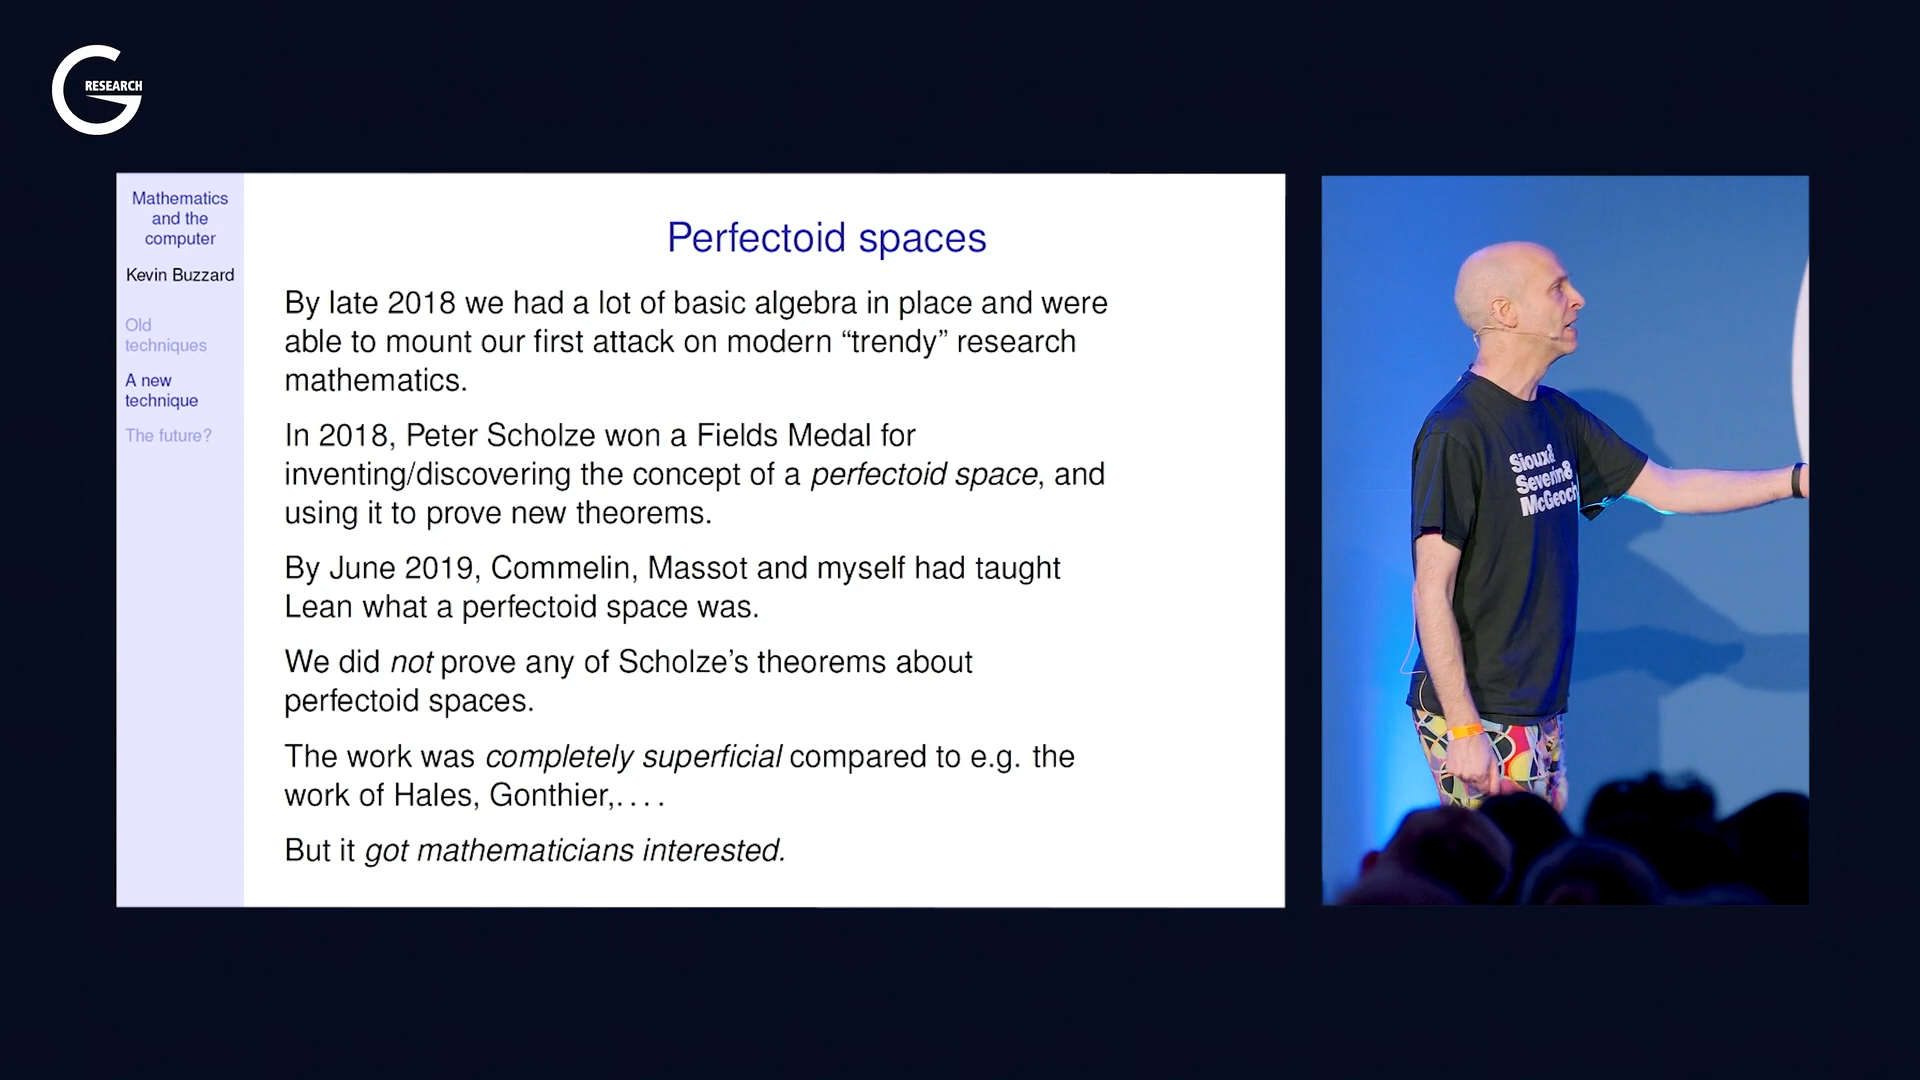 G
RESEARCH
Mathematics
and the
computer
Kevin Buzzard
Old
techniques
A new
technique
The future?
Perfectoid spaces
By late 2018 we had a lot of basic algebra in place and were
able to mount our first attack on modern “trendy” research
mathematics.
In 2018, Peter Scholze won a Fields Medal for
inventing/discovering the concept of a perfectoid space, and
using it to prove new theorems.
By June 2019, Commelin, Massot and myself had taught
Lean what a perfectoid space was.
We did not prove any of Scholze’s theorems about
perfectoid spaces.
The work was completely superficial compared to e.g. the
work of Hales, Gonthier,. . . .
But it got mathematicians interested.
Sioux&
Severin&
McGeoch